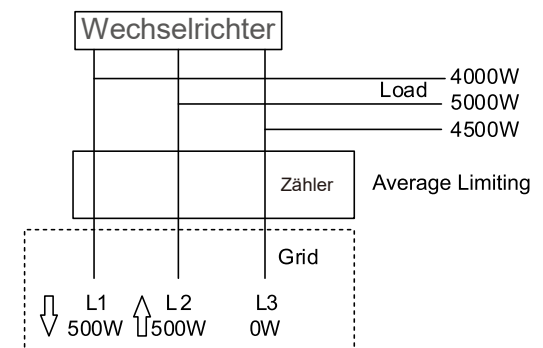 Wechselrichter
4000W
Load
5000W
4500W
Zähler
Average Limiting
Grid
L1 L2 L3
500W 500W 0W